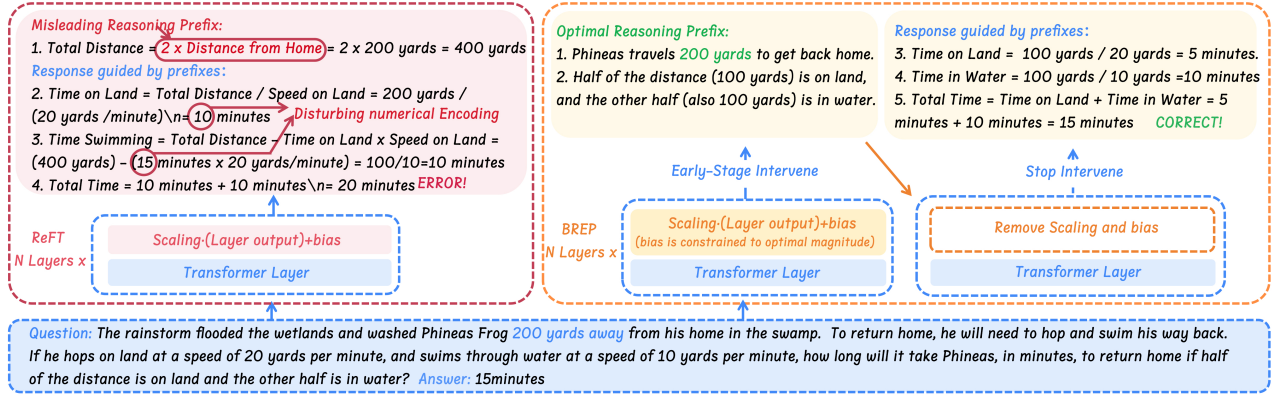 Misleading Reasoning Prefix:
1. Total Distance = 2 x Distance from Home = 2 x 200 yards = 400 yards
Response guided by prefixes:
2. Time on Land = Total Distance / Speed on Land = 200 yards /
(20 yards /minute)\n= 10 minutes
Disturbing numerical Encoding
3. Time Swimming = Total Distance - Time on Land x Speed on Land =
(400 yards) - (15 minutes x 20 yards/minute) = 100/10=10 minutes
4. Total Time = 10 minutes + 10 minutes\n= 20 minutes ERROR!
ReFT
N Layers x
Scaling·(Layer output)+bias
Transformer Layer
Optimal Reasoning Prefix:
1. Phineas travels 200 yards to get back home.
2. Half of the distance (100 yards) is on land,
and the other half (also 100 yards) is in water.
Early-Stage Intervene
BREP
N Layers x
Scaling·(Layer output)+bias
(bias is constrained to optimal magnitude)
Transformer Layer
Response guided by prefixes:
3. Time on Land = 100 yards / 20 yards = 5 minutes.
4. Time in Water = 100 yards / 10 yards =10 minutes
5. Total Time = Time on Land + Time in Water = 5
minutes + 10 minutes = 15 minutes CORRECT!
Stop Intervene
Remove Scaling and bias
Transformer Layer
Question: The rainstorm flooded the wetlands and washed Phineas Frog 200 yards away from his home in the swamp. To return home, he will need to hop and swim his way back.
If he hops on land at a speed of 20 yards per minute, and swims through water at a speed of 10 yards per minute, how long will it take Phineas, in minutes, to return home if half
of the distance is on land and the other half is in water? Answer: 15minutes